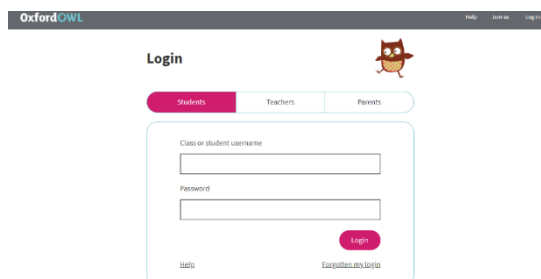 OxfordOWL
Help Join us Log in
Login
Students Teachers Parents
Class or student username
Password
Login
Help Forgotten my login